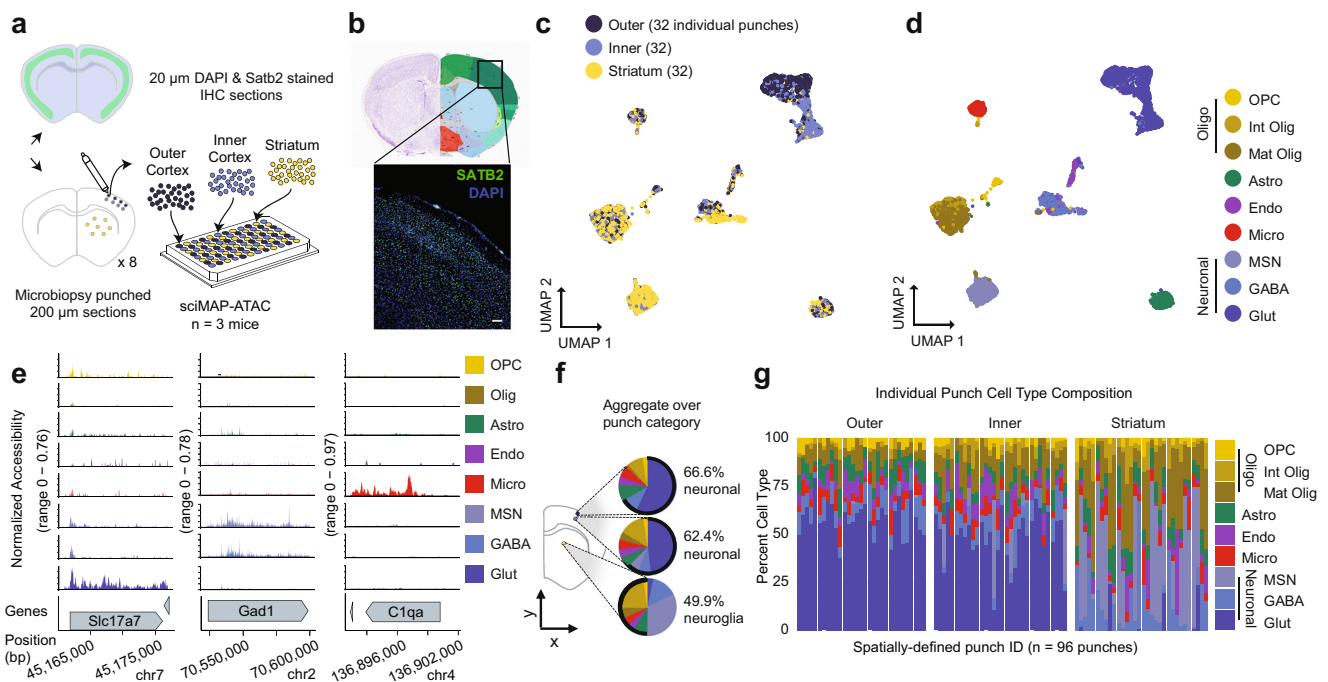 a
20 µm DAPI & Satb2 stained
IHC sections
Outer
Cortex
Inner
Cortex
Striatum
x 8
Microbiopsy punched
200 µm sections
sciMAP-ATAC
n = 3 mice
b
SATB2
DAPI
c
Outer (32 individual punches)
Inner (32)
Striatum (32)
UMAP 2
UMAP 1
d
Oligo
OPC
Int Olig
Mat Olig
Astro
Endo
Micro
Neuronal
MSN
GABA
Glut
UMAP 2
UMAP 1
e
Normalized Accessibility
(range 0 – 0.76)
(range 0 – 0.78)
(range 0 – 0.97)
OPC
Olig
Astro
Endo
Micro
MSN
GABA
Glut
Genes
Slc17a7
Gad1
C1qa
Position
(bp)
45,165,000
45,175,000
chr7
70,550,000
70,600,000
chr2
136,896,000
136,902,000
chr4
f
Aggregate over
punch category
66.6%
neuronal
62.4%
neuronal
49.9%
neuroglia
y
x
g
Individual Punch Cell Type Composition
Outer
Inner
Striatum
Percent Cell Type
100
75
50
25
0
Spatially-defined punch ID (n = 96 punches)
OPC
Int Olig
Mat Olig
Oligo
Astro
Endo
Micro
MSN
GABA
Glut
Neuronal